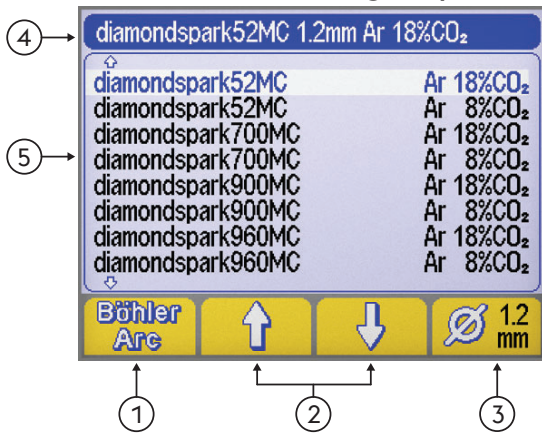 4
diamondspark52MC 1.2mm Ar 18%CO₂
5
diamondspark52MC Ar 18%CO₂
diamondspark52MC Ar 8%CO₂
diamondspark700MC Ar 18%CO₂
diamondspark700MC Ar 8%CO₂
diamondspark900MC Ar 18%CO₂
diamondspark900MC Ar 8%CO₂
diamondspark960MC Ar 18%CO₂
diamondspark960MC Ar 8%CO₂
Böhler
Arc
Ø 1.2
mm
1
2
3